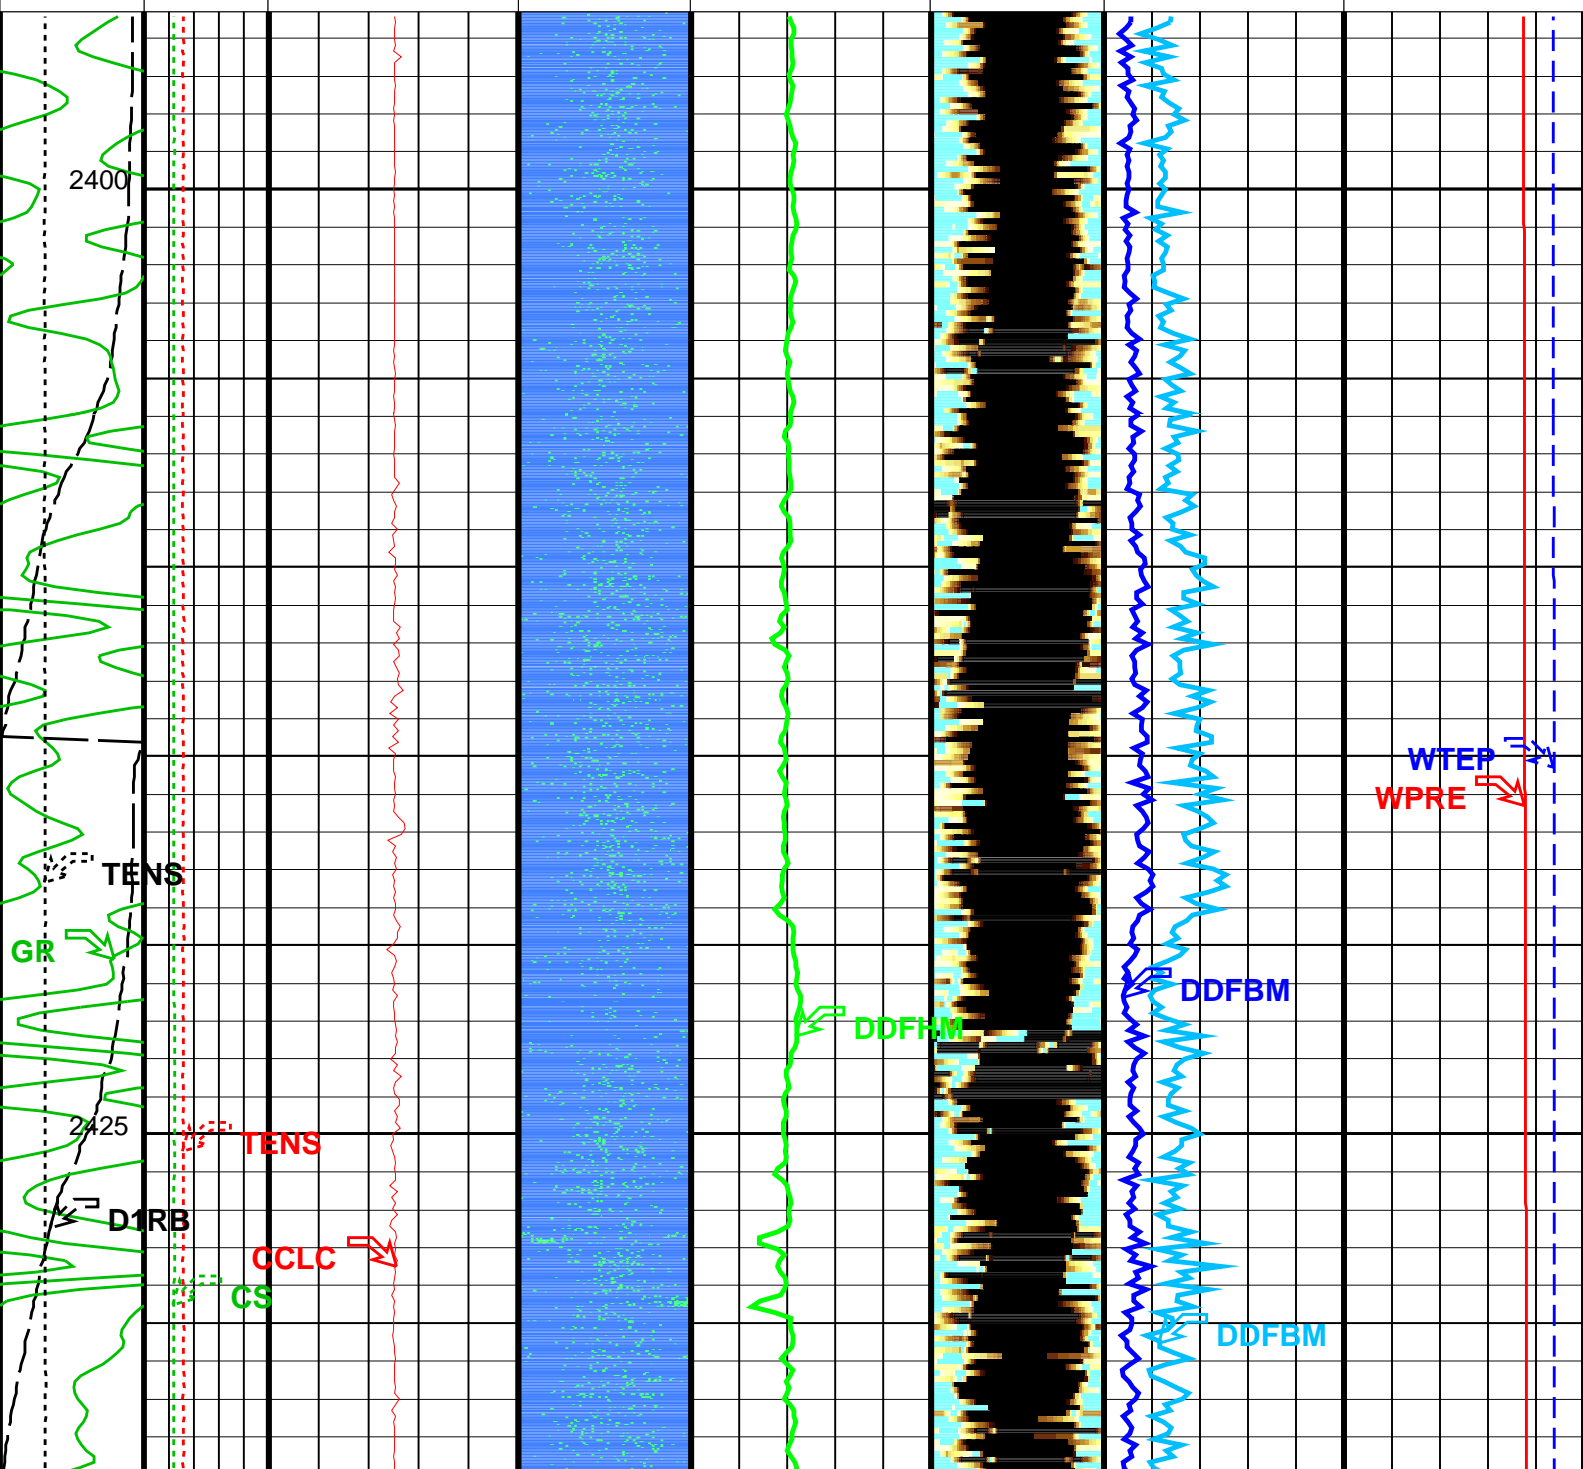 2400
WTEP
WPRE
TENS
GR
DDFBM
DDFHM
2425
TENS
D1RB
CCLC
CS
DDFBM